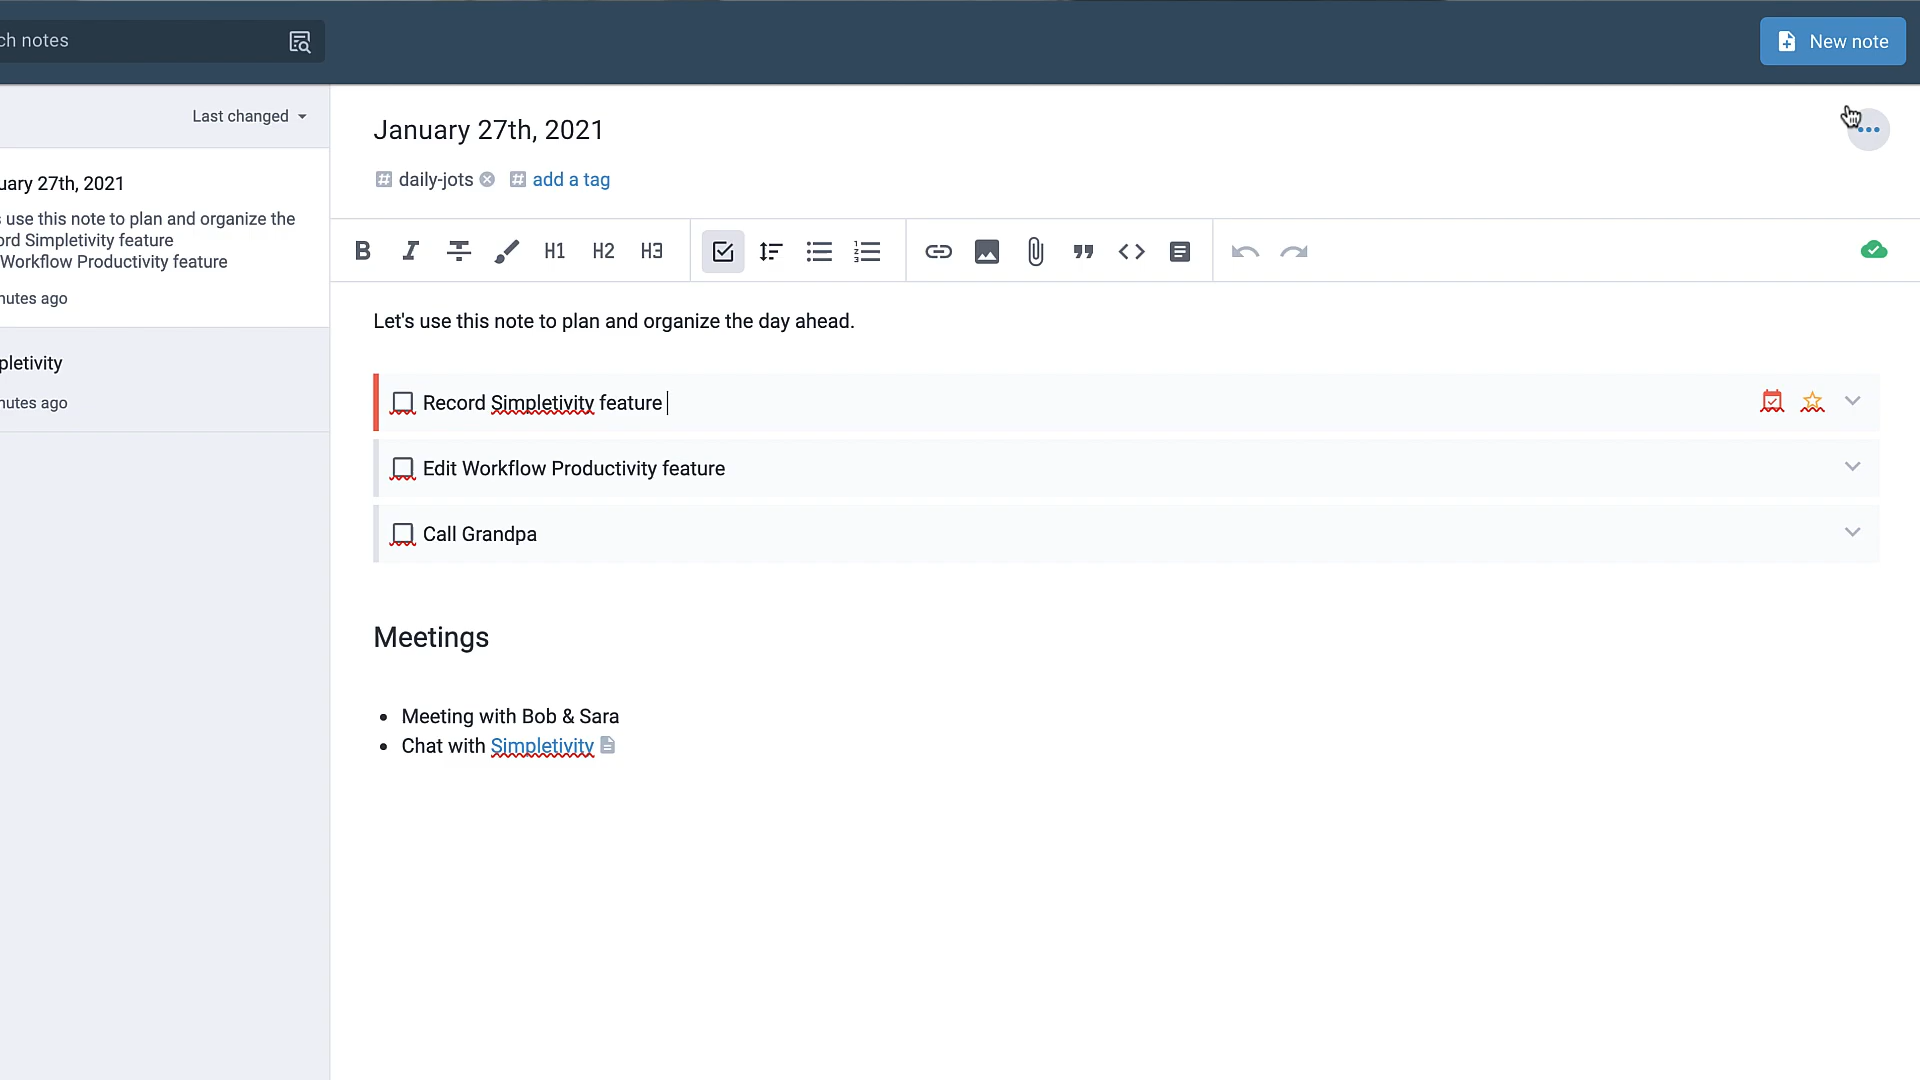 ch notes
New note
Last changed
January 27th, 2021
uary 27th, 2021
# daily-jots # add a tag
s use this note to plan and organize the
ord Simpletivity feature
Workflow Productivity feature
nutes ago
pletivity
nutes ago
B I S H1 H2 H3
Let's use this note to plan and organize the day ahead.
Record Simpletivity feature
Edit Workflow Productivity feature
Call Grandpa
Meetings
• Meeting with Bob & Sara
• Chat with Simpletivity